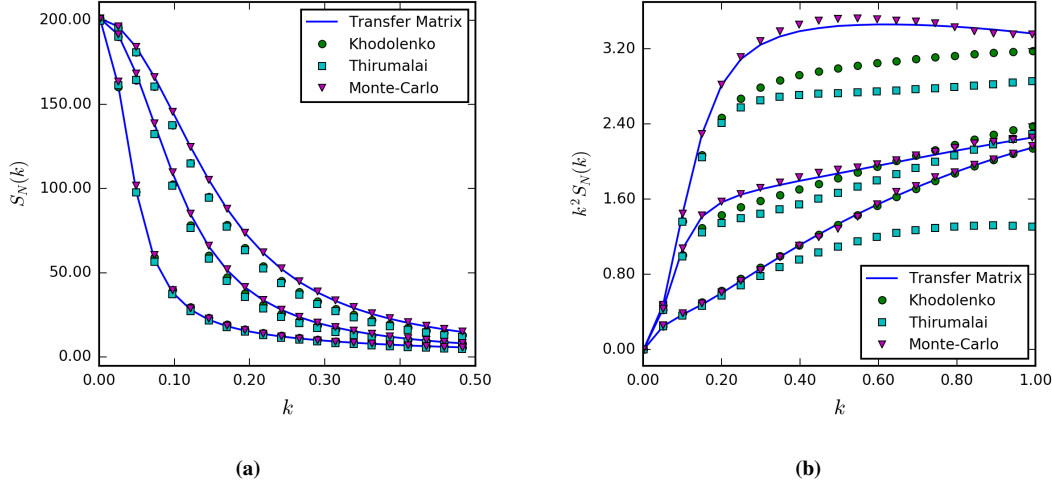 200.00
150.00
100.00
50.00
0.00
S_N(k)
0.00 0.10 0.20 0.30 0.40 0.50
k
Transfer Matrix
Khodolenko
Thirumalai
Monte-Carlo
(a)
3.20
2.40
1.60
0.80
0.00
k²S_N(k)
0.00 0.20 0.40 0.60 0.80 1.00
k
Transfer Matrix
Khodolenko
Thirumalai
Monte-Carlo
(b)